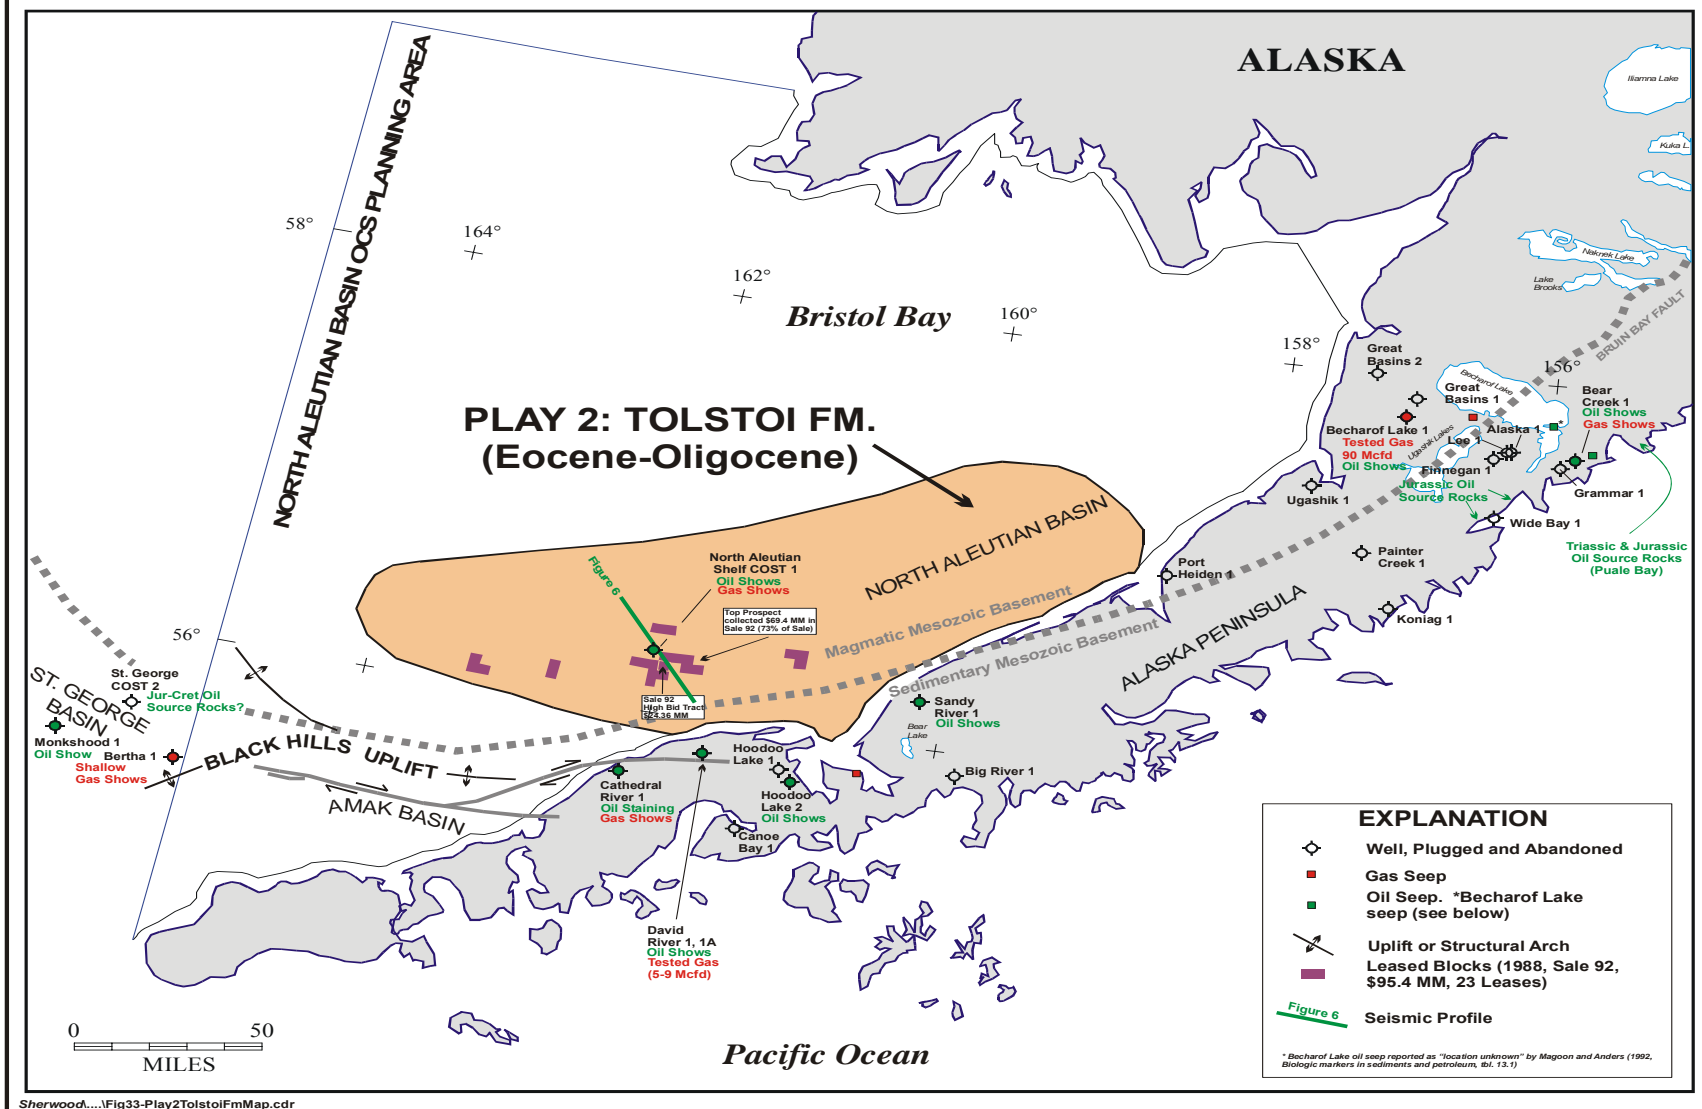 ALASKA
Iliamna Lake
Kuka L.
NORTH ALEUTIAN BASIN OCS PLANNING AREA
58°
164°
162°
160°
158°
156°
56°
Bristol Bay
Naknek Lake
Lake
Brooks
BRUIN BAY FAULT
Great
Basins 2
Becharof Lake
Great
Basins 1
Bear
Creek 1
Oil Shows
Gas Shows
Becharof Lake 1
Tested Gas
90 Mcfd
Oil Shows
Ugashik Lakes
Alaska 1
Lee 1
Finnegan 1
*
Jurassic Oil
Source Rocks
Grammar 1
Ugashik 1
Wide Bay 1
Triassic & Jurassic
Oil Source Rocks
(Puale Bay)
Painter
Creek 1
Port
Heiden 1
Koniag 1
PLAY 2: TOLSTOI FM.
(Eocene-Oligocene)
NORTH ALEUTIAN BASIN
Figure 6
North Aleutian
Shelf COST 1
Oil Shows
Gas Shows
Top Prospect
collected $69.4 MM in
Sale 92 (73% of Sale)
Sale 92
High Bid Tract
$24.36 MM
Magmatic Mesozoic Basement
Sedimentary Mesozoic Basement
ALASKA PENINSULA
St. George
COST 2
Jur-Cret Oil
Source Rocks?
ST. GEORGE
BASIN
Monkshood 1
Oil Show
Bertha 1
Shallow
Gas Shows
BLACK HILLS UPLIFT
AMAK BASIN
Sandy
River 1
Oil Shows
Bear
Lake
Big River 1
Hoodoo
Lake 1
Hoodoo
Lake 2
Oil Shows
Cathedral
River 1
Oil Staining
Gas Shows
Canoe
Bay 1
David
River 1, 1A
Oil Shows
Tested Gas
(5-9 Mcfd)
0 50
MILES
Pacific Ocean
EXPLANATION
Well, Plugged and Abandoned
Gas Seep
Oil Seep. *Becharof Lake
seep (see below)
Uplift or Structural Arch
Leased Blocks (1988, Sale 92,
$95.4 MM, 23 Leases)
Figure 6
Seismic Profile
* Becharof Lake oil seep reported as "location unknown" by Magoon and Anders (1992,
Biologic markers in sediments and petroleum, tbl. 13.1)
Sherwood\....\Fig33-Play2TolstoiFmMap.cdr